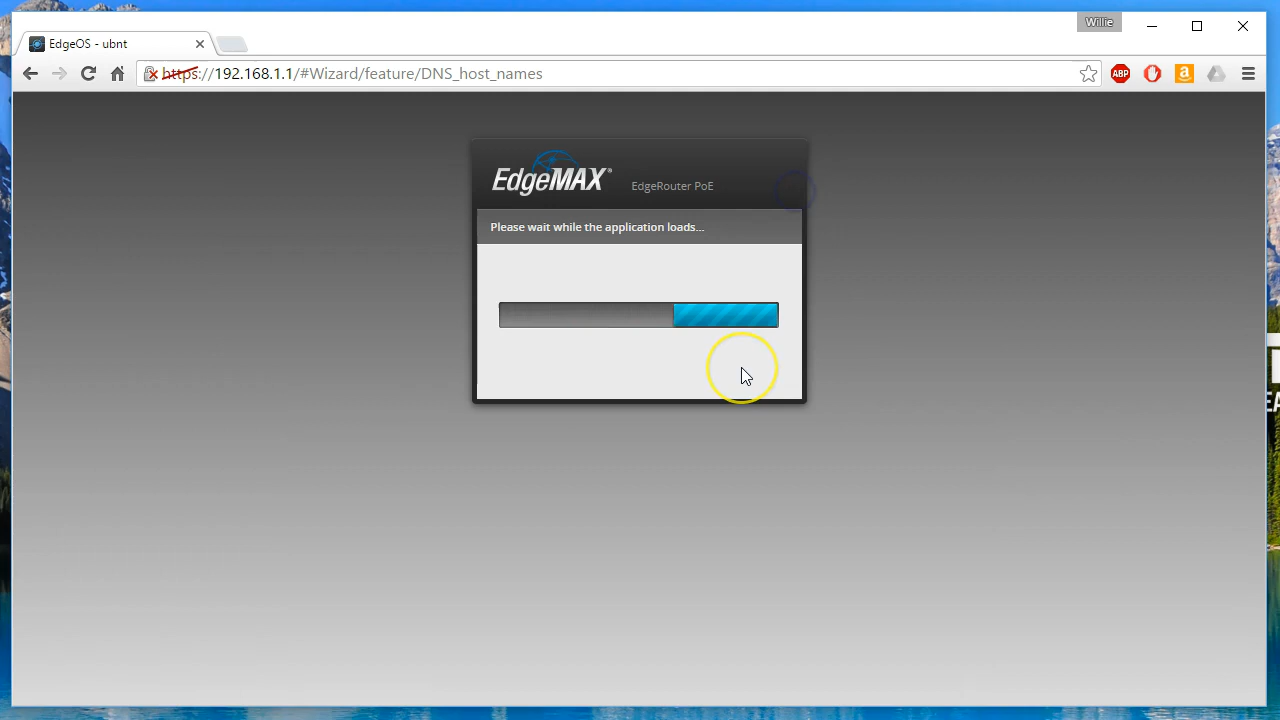 Willie
EdgeOS - ubnt
https://192.168.1.1/#Wizard/feature/DNS_host_names
ABP
a
EdgeMAX® EdgeRouter PoE
Please wait while the application loads...